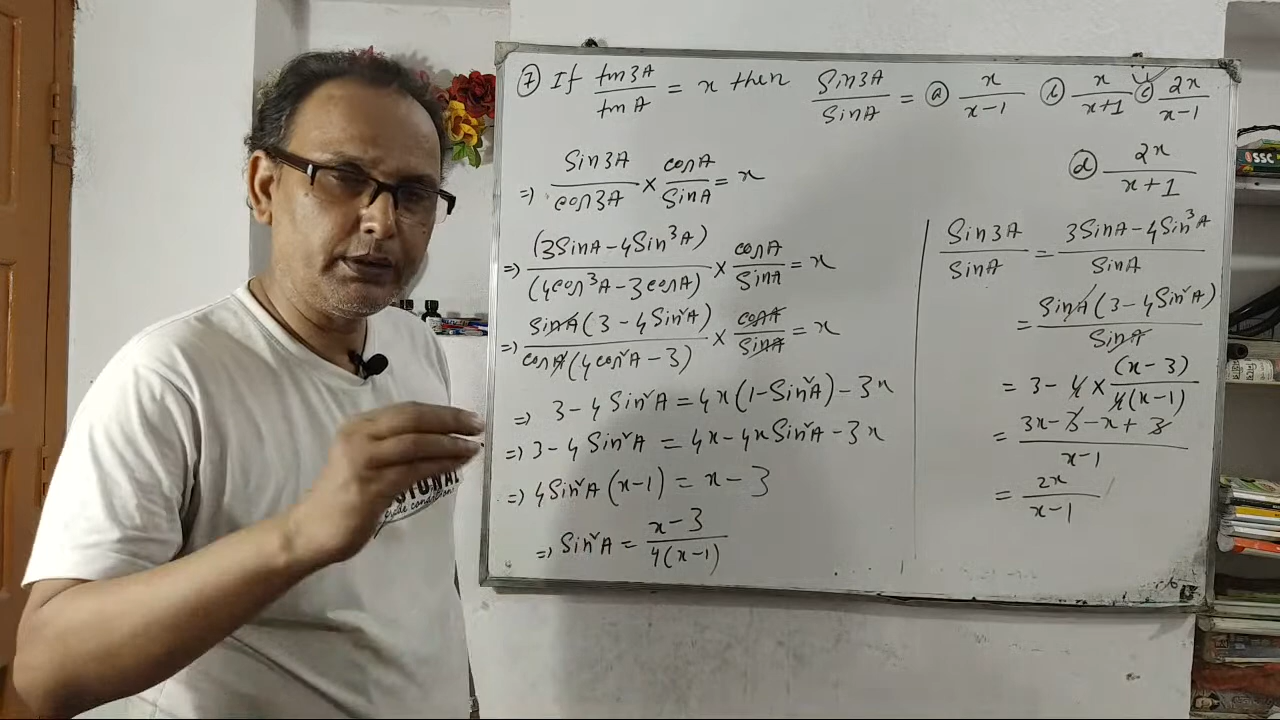 ⑦ If tan3A/tanA = x then Sin3A/SinA = ⓐ x/x-1 ⓑ x/x+1 ⓒ 2x/x-1
ⓓ 2x/x+1
=> Sin3A/cos3A × cosA/SinA = x
=> (3SinA-4Sin³A)/(4cos³A-3cosA) × cosA/SinA = x
=> SinA(3-4Sin²A)/cosA(4cos²A-3) × cosA/SinA = x
=> 3-4Sin²A = 4x(1-Sin²A)-3x
=> 3-4Sin²A = 4x-4xSin²A-3x
=> 4Sin²A(x-1) = x-3
=> Sin²A = x-3/4(x-1)
Sin3A/SinA = 3SinA-4Sin³A/SinA
= SinA(3-4Sin²A)/SinA
= 3-4×(x-3)/4(x-1)
= 3x-3-x+3/x-1
= 2x/x-1
SSC